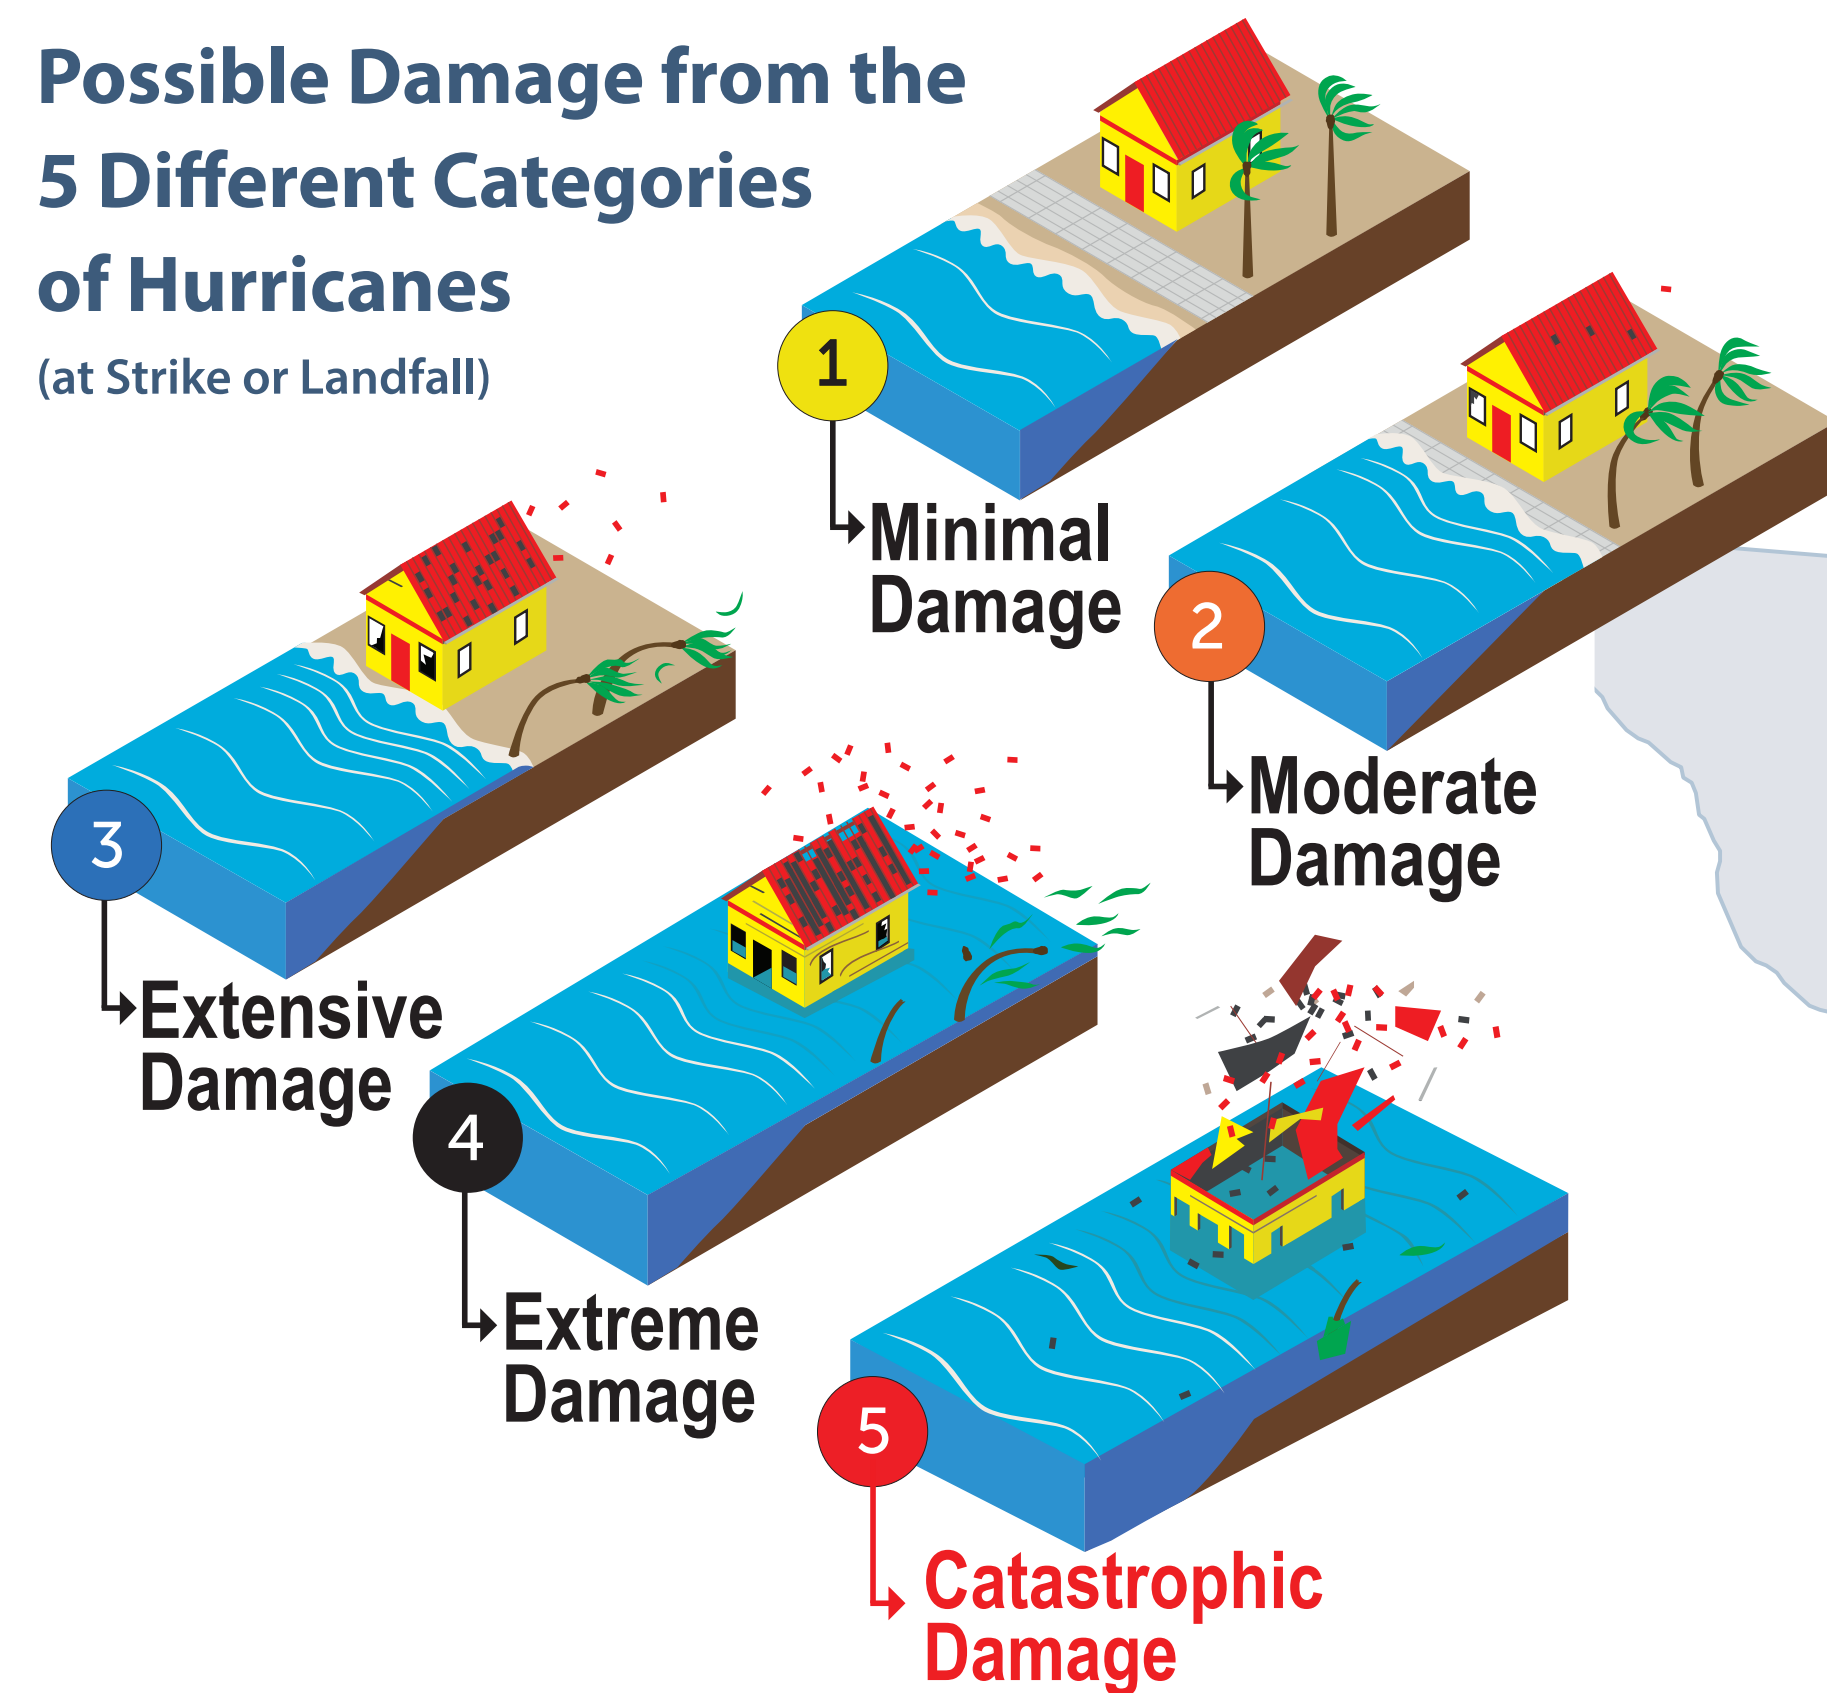 Possible Damage from the
5 Different Categories
of Hurricanes
(at Strike or Landfall)
1
Minimal
Damage
2
Moderate
Damage
3
Extensive
Damage
4
Extreme
Damage
5
Catastrophic
Damage